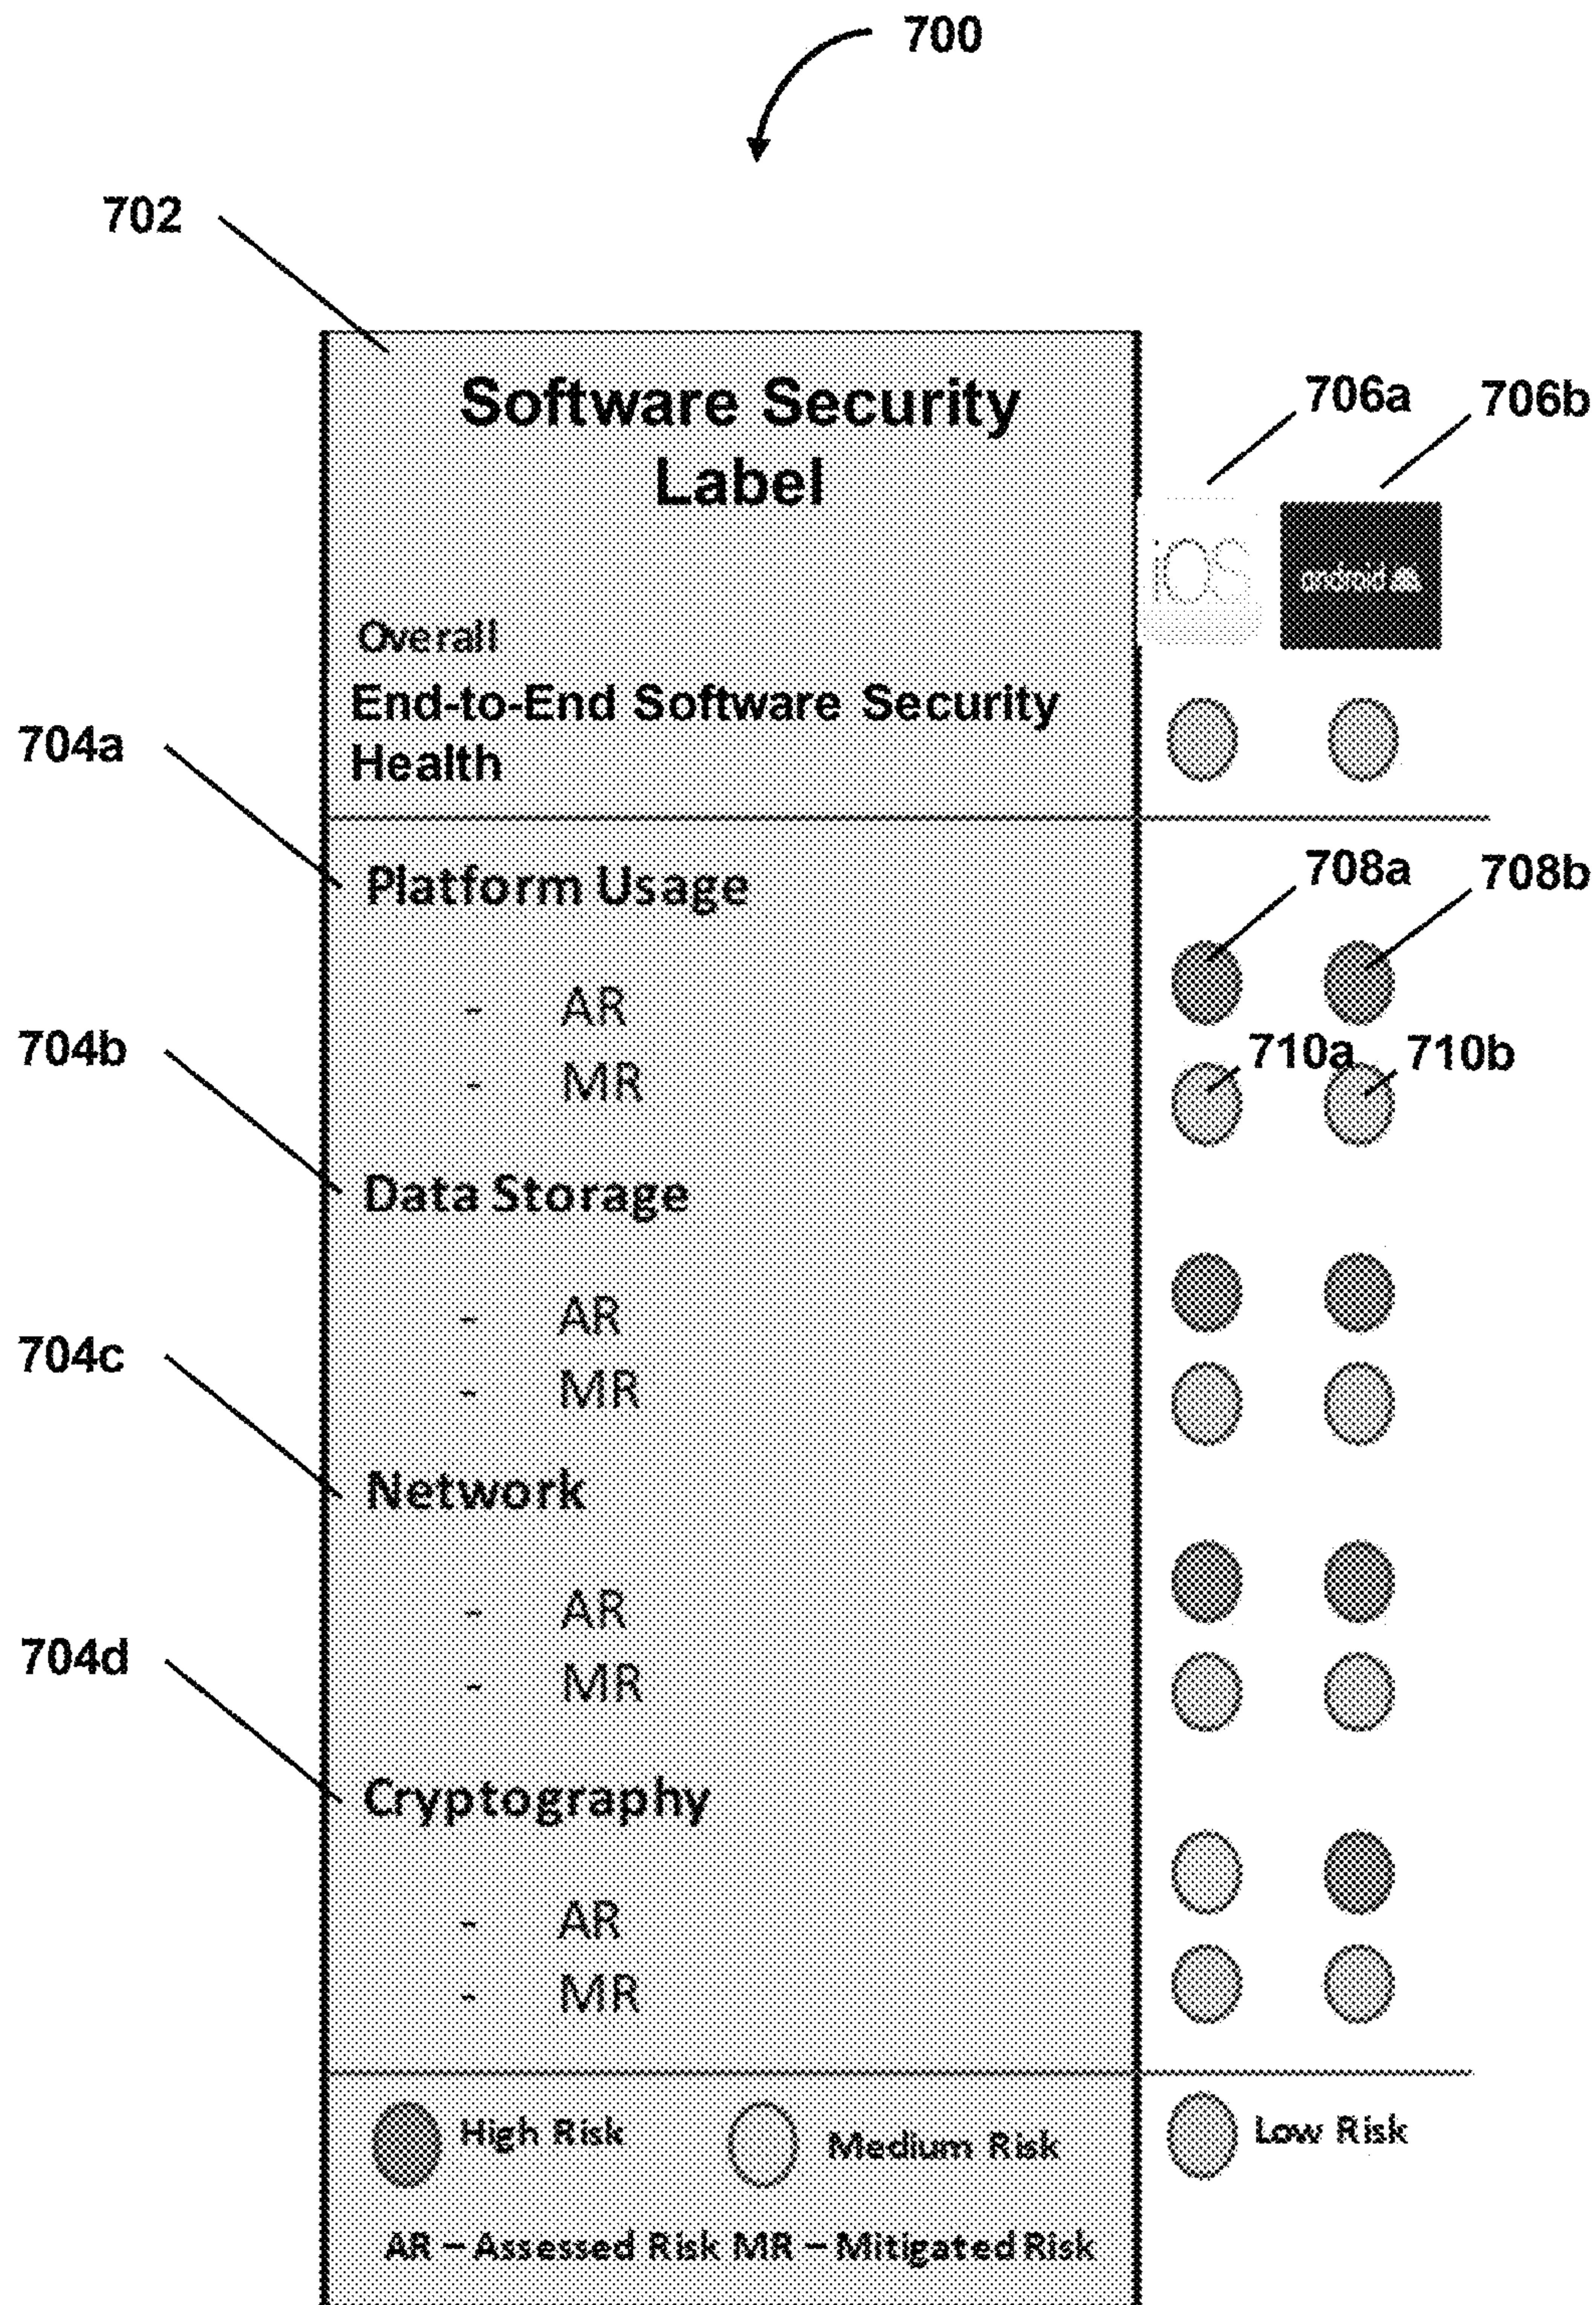 700
702
Software Security
Label
706a
706b
iOS
android
Overall
End-to-End Software Security
Health
704a
Platform Usage
708a
708b
- AR
704b
- MR
710a
710b
Data Storage
- AR
704c
- MR
Network
- AR
704d
- MR
Cryptography
- AR
- MR
High Risk
Medium Risk
Low Risk
AR – Assessed Risk MR – Mitigated Risk